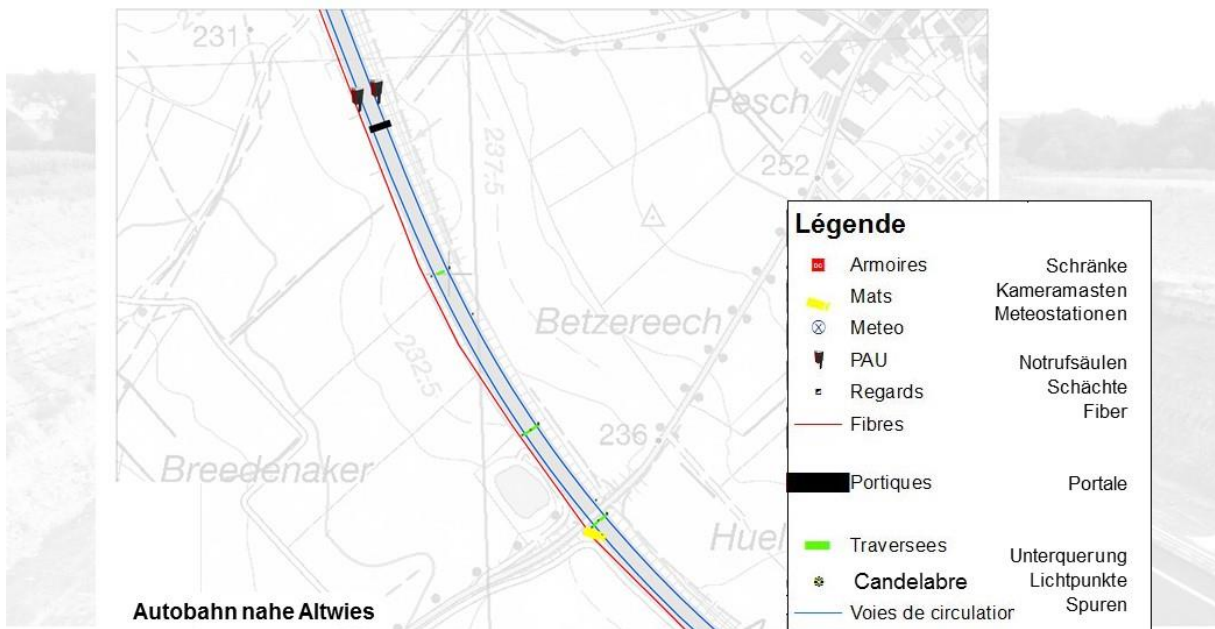 231
Pesch
252
237.5
Betzereech
232.5
236
Breedenaker
Huel
Autobahn nahe Altwies
Légende
DC
Armoires Schränke
Mats Kameramasten
Meteo Meteostationen
PAU Notrufsäulen
Regards Schächte
Fibres Fiber
Portiques Portale
Traversees Unterquerung
Candelabre Lichtpunkte
Voies de circulation Spuren